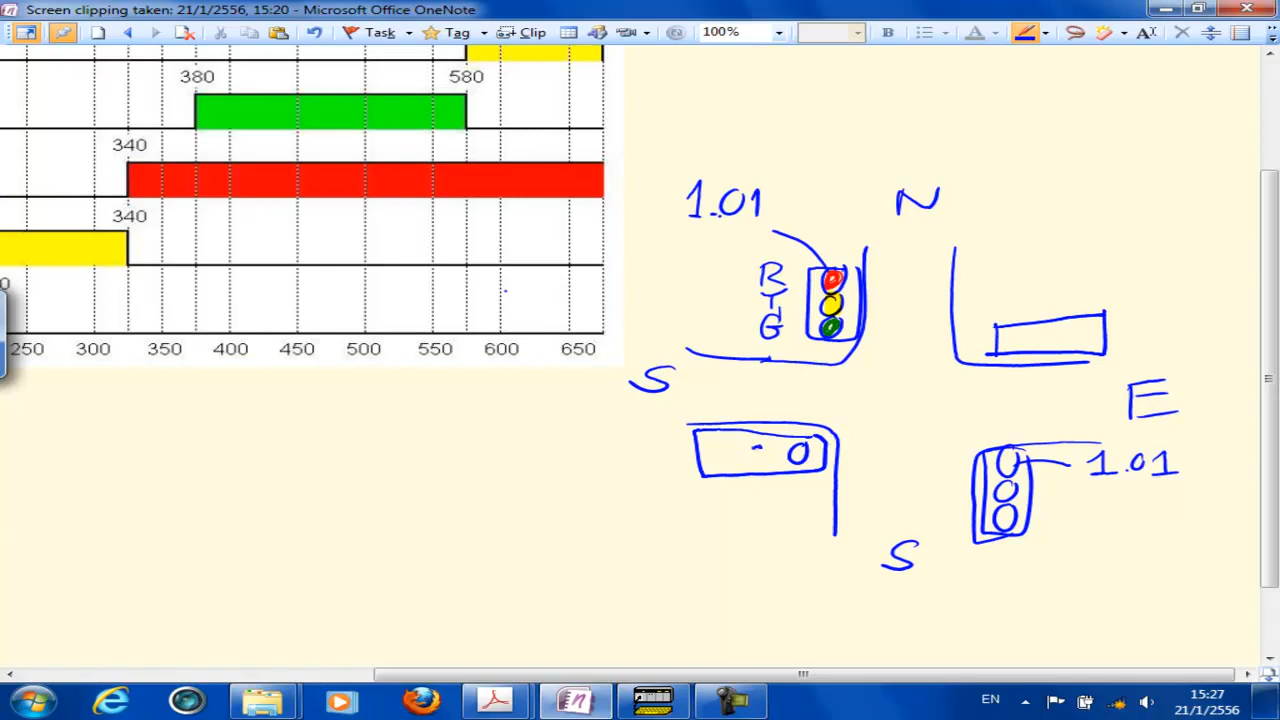 Screen clipping taken: 21/1/2556, 15:20 - Microsoft Office OneNote
Task
Tag
Clip
100%
B
A
380 580
340
340
0
250 300 350 400 450 500 550 600 650
1.01 N
R
Y
G
S
E
1.01
S
EN
15:27
21/1/2556